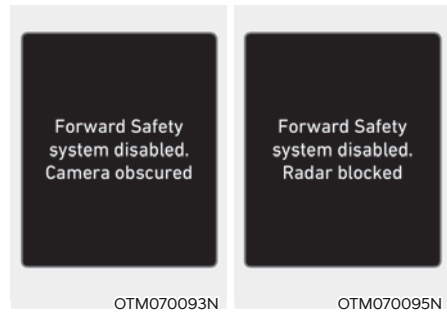 Forward Safety
system disabled.
Camera obscured
OTM070093N
Forward Safety
system disabled.
Radar blocked
OTM070095N